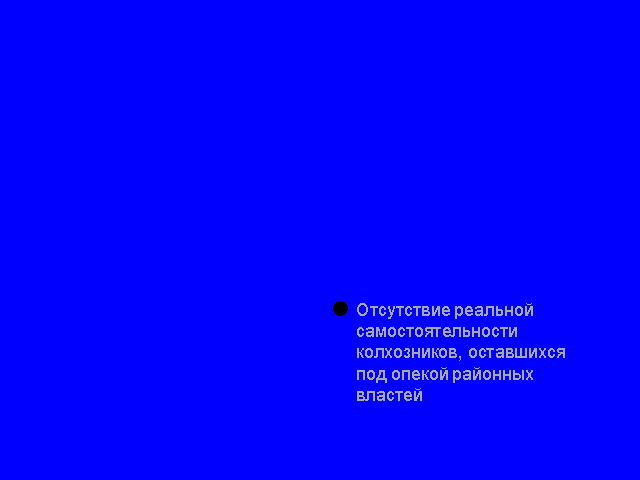 Отсутствие реальной
самостоятельности
колхозников, оставшихся
под опекой районных
властей